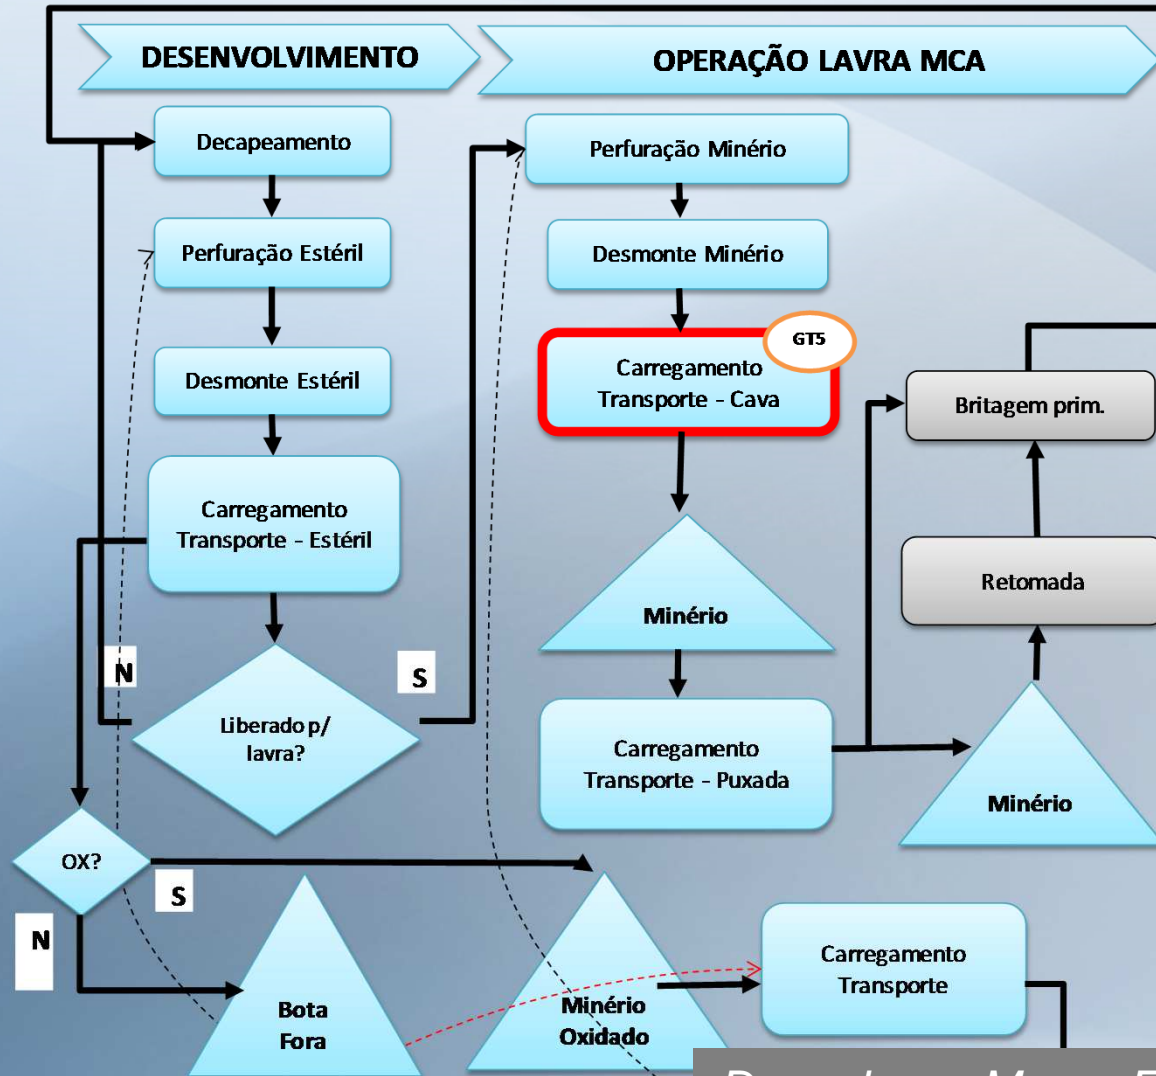 DESENVOLVIMENTO
OPERAÇÃO LAVRA MCA
Decapeamento
Perfuração Estéril
Desmonte Estéril
Carregamento
Transporte - Estéril
N
S
Liberado p/
lavra?
OX?
S
N
Bota
Fora
Perfuração Minério
Desmonte Minério
GT5
Carregamento
Transporte - Cava
Minério
Carregamento
Transporte - Puxada
Britagem prim.
Retomada
Minério
Minério
Oxidado
Carregamento
Transporte